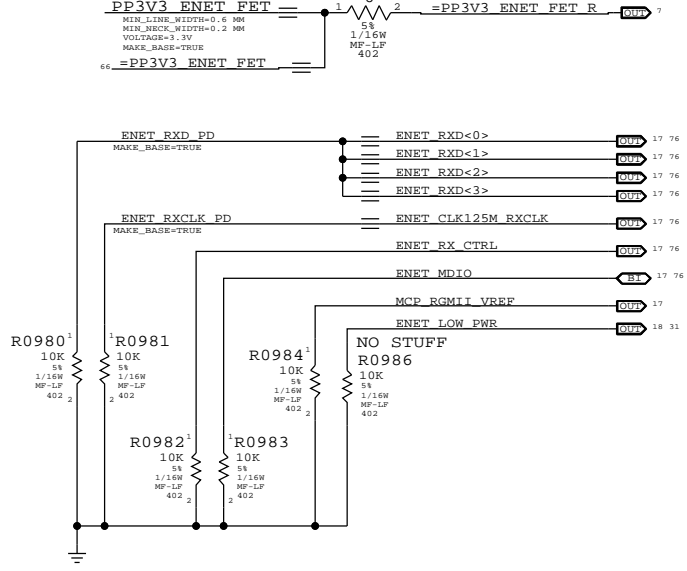 PP3V3_ENET_FET
1
2
=PP3V3_ENET_FET_R
OUT
7
MIN_LINE_WIDTH=0.6 MM
MIN_NECK_WIDTH=0.2 MM
VOLTAGE=3.3V
MAKE_BASE=TRUE
5%
1/16W
MF-LF
402
66
=PP3V3_ENET_FET
ENET_RXD_PD
MAKE_BASE=TRUE
ENET_RXD<0>
OUT
17 76
ENET_RXD<1>
OUT
17 76
ENET_RXD<2>
OUT
17 76
ENET_RXD<3>
OUT
17 76
ENET_RXCLK_PD
MAKE_BASE=TRUE
ENET_CLK125M_RXCLK
OUT
17 76
ENET_RX_CTRL
OUT
17 76
ENET_MDIO
BI
17 76
MCP_RGMII_VREF
OUT
17
ENET_LOW_PWR
OUT
18 31
R0980
1
10K
5%
1/16W
MF-LF
402
2
1
R0981
10K
5%
1/16W
MF-LF
402
2
R0984
1
10K
5%
1/16W
MF-LF
402
2
NO STUFF
R0986
10K
5%
1/16W
MF-LF
402
R0982
1
10K
5%
1/16W
MF-LF
402
2
1
R0983
10K
5%
1/16W
MF-LF
402
2